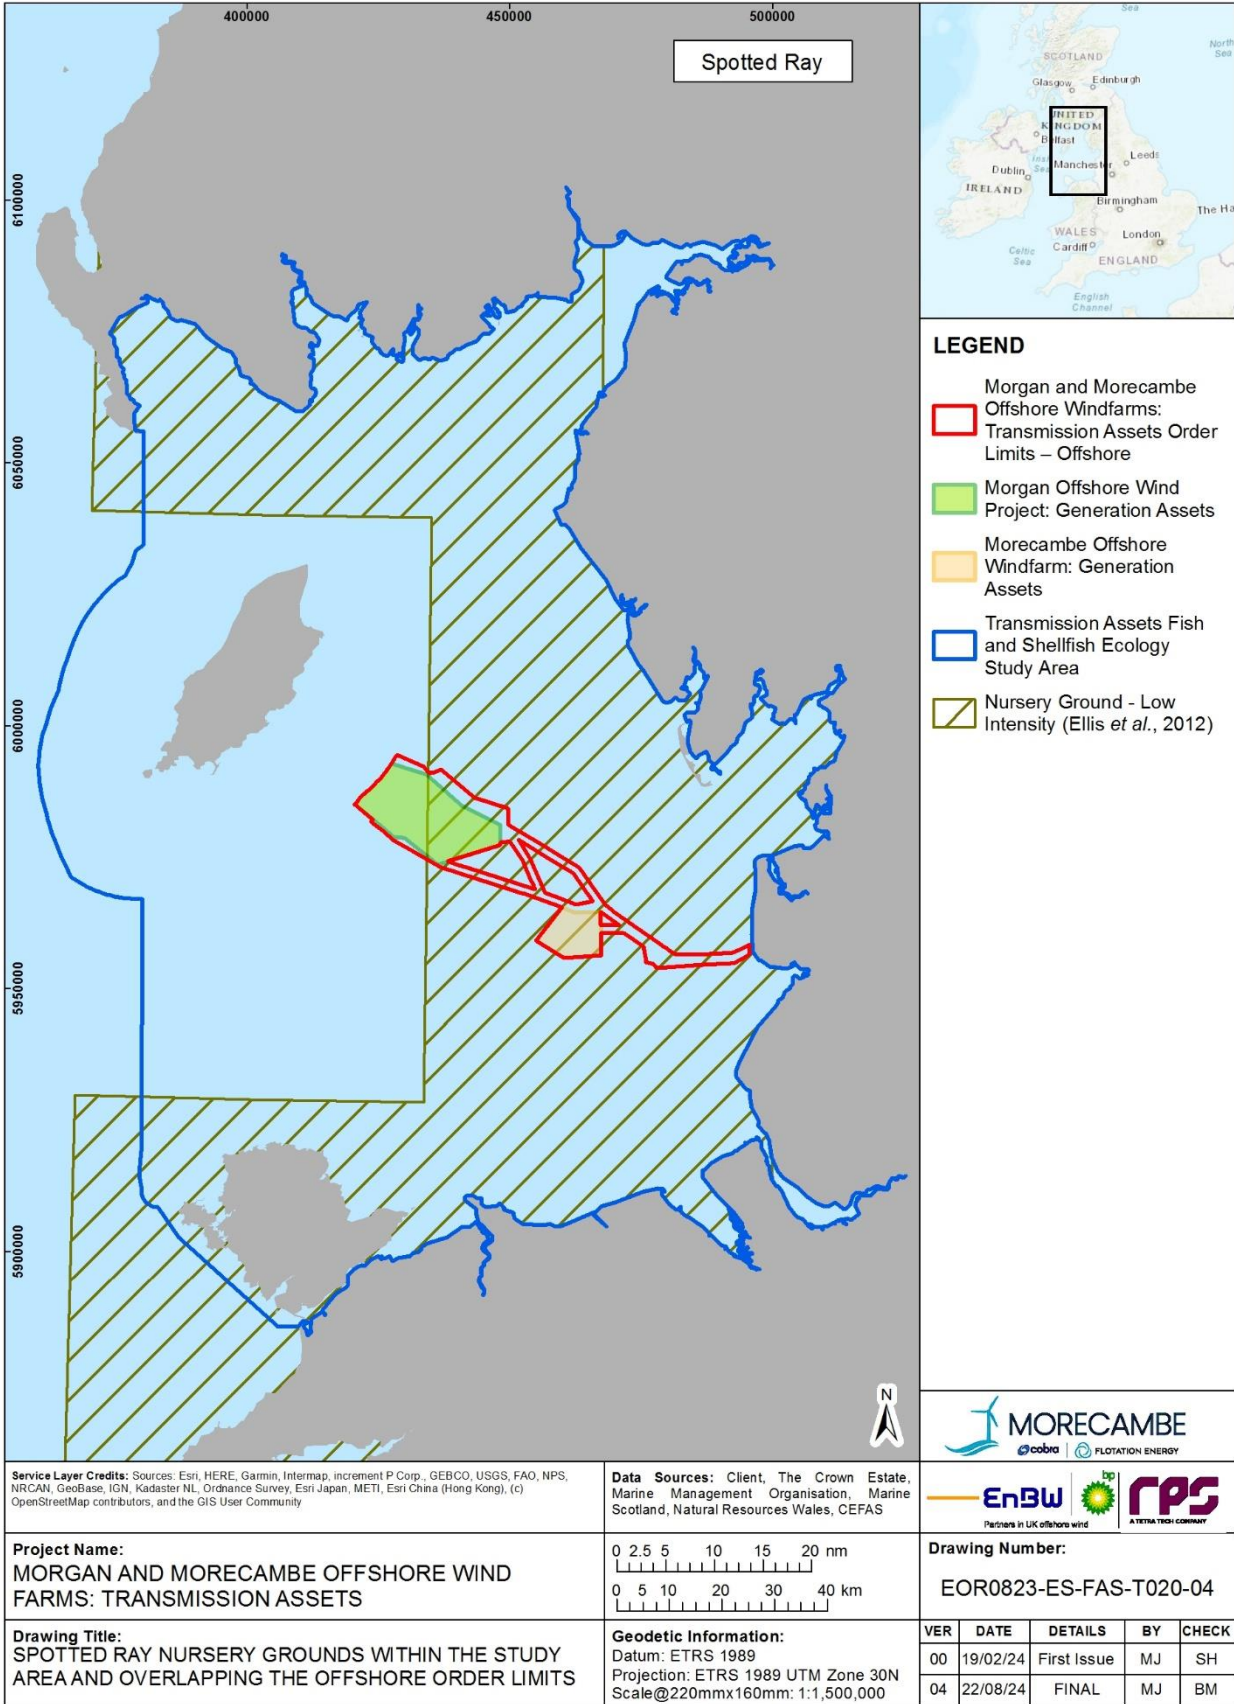 400000
450000
500000
Spotted Ray
6100000
6050000
6000000
5950000
5900000
N
Sea
North
Sea
SCOTLAND
Glasgow
Edinburgh
UNITED
KINGDOM
Belfast
Dublin
Manchester
Leeds
IRELAND
Birmingham
The Ha
WALES
London
Cardiff
Celtic
Sea
ENGLAND
English
Channel
LEGEND
Morgan and Morecambe
Offshore Windfarms:
Transmission Assets Order
Limits – Offshore
Morgan Offshore Wind
Project: Generation Assets
Morecambe Offshore
Windfarm: Generation
Assets
Transmission Assets Fish
and Shellfish Ecology
Study Area
Nursery Ground - Low
Intensity (Ellis et al., 2012)
MORECAMBE
cobra | FLOTATION ENERGY
EnBW
bp
Partners in UK offshore wind
rps
A TETRA TECH COMPANY
Service Layer Credits: Sources: Esri, HERE, Garmin, Intermap, increment P Corp., GEBCO, USGS, FAO, NPS,
NRCAN, GeoBase, IGN, Kadaster NL, Ordnance Survey, Esri Japan, METI, Esri China (Hong Kong), (c)
OpenStreetMap contributors, and the GIS User Community
Data Sources: Client, The Crown Estate,
Marine Management Organisation, Marine
Scotland, Natural Resources Wales, CEFAS
Project Name:
MORGAN AND MORECAMBE OFFSHORE WIND
FARMS: TRANSMISSION ASSETS
0 2.5 5 10 15 20 nm
0 5 10 20 30 40 km
Drawing Number:
EOR0823-ES-FAS-T020-04
Drawing Title:
SPOTTED RAY NURSERY GROUNDS WITHIN THE STUDY
AREA AND OVERLAPPING THE OFFSHORE ORDER LIMITS
Geodetic Information:
Datum: ETRS 1989
Projection: ETRS 1989 UTM Zone 30N
Scale@220mmx160mm: 1:1,500,000
VER DATE DETAILS BY CHECK
00 19/02/24 First Issue MJ SH
04 22/08/24 FINAL MJ BM